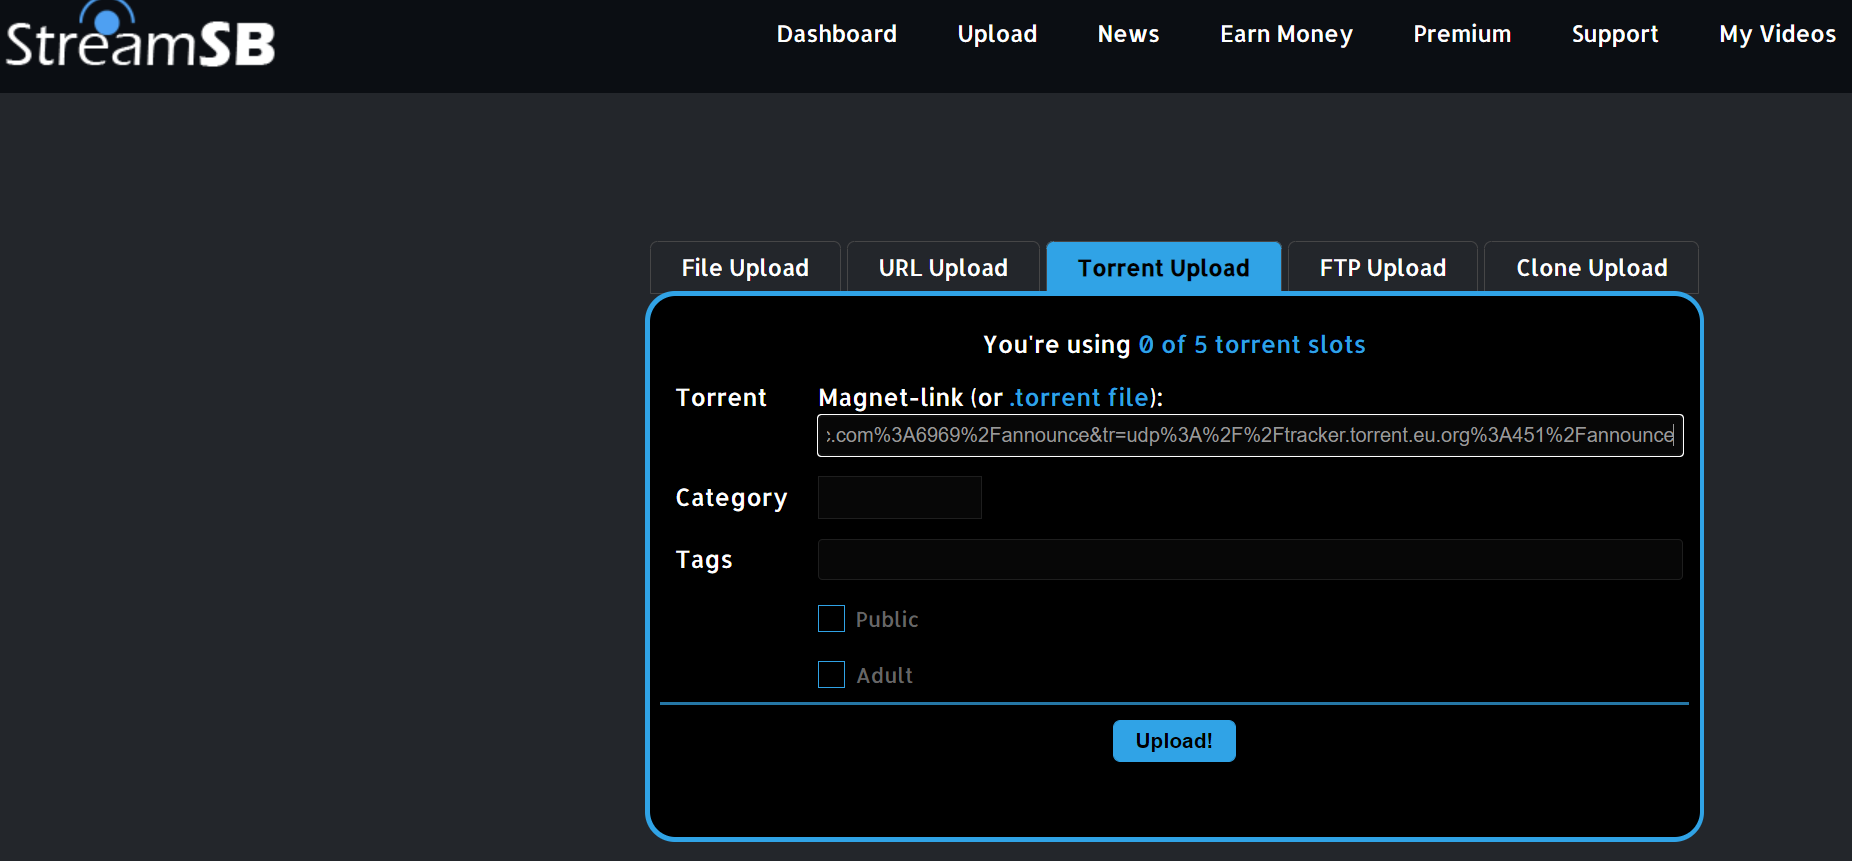 StreamSB
Dashboard Upload News Earn Money Premium Support My Videos
File Upload URL Upload Torrent Upload FTP Upload Clone Upload
You're using 0 of 5 torrent slots
Torrent Magnet-link (or .torrent file):
.com%3A6969%2Fannounce&tr=udp%3A%2F%2Ftracker.torrent.eu.org%3A451%2Fannounce
Category
Tags
Public
Adult
Upload!